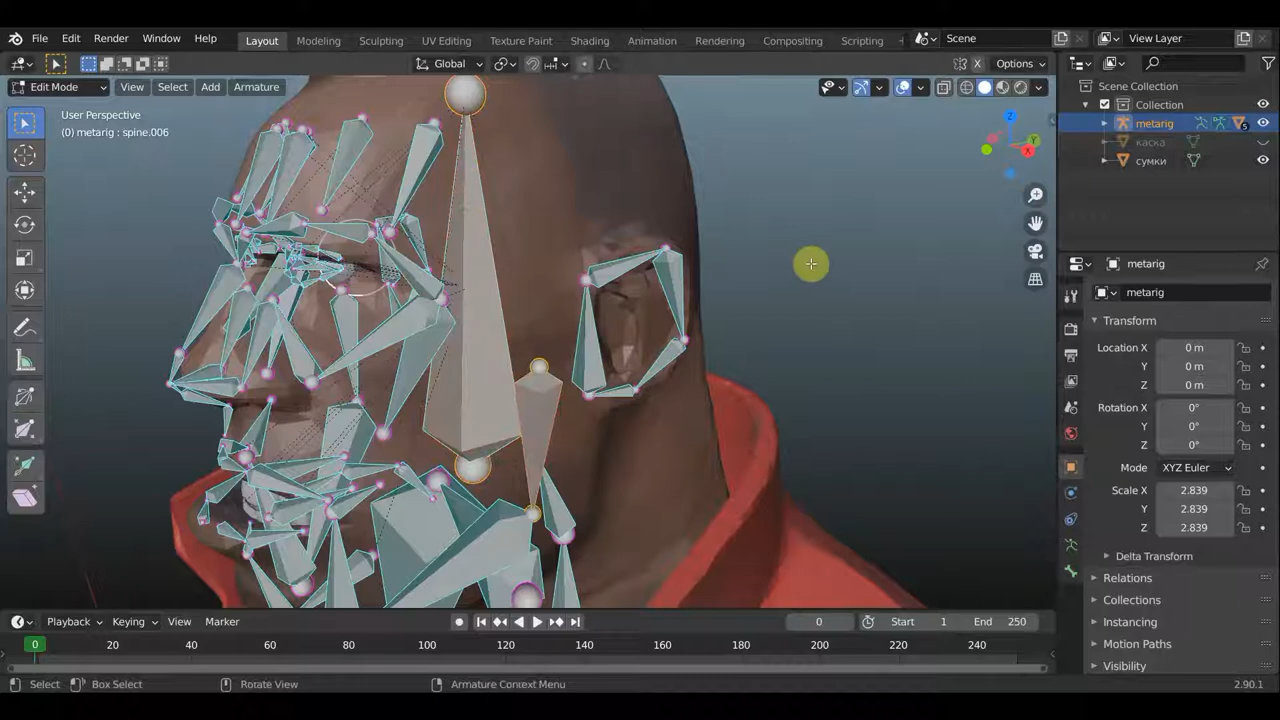 File Edit Render Window Help
Layout Modeling Sculpting UV Editing Texture Paint Shading Animation Rendering Compositing Scripting Scene View Layer
Global X Options
Edit Mode View Select Add Armature
User Perspective
(0) metarig : spine.006
Z
Y
X
Scene Collection
Collection
metarig 5
каска
сумки
metarig
metarig
Transform
Location X 0 m
Y 0 m
Z 0 m
Rotation X 0°
Y 0°
Z 0°
Mode XYZ Euler
Scale X 2.839
Y 2.839
Z 2.839
Delta Transform
Relations
Collections
Instancing
Motion Paths
Visibility
Playback Keying View Marker 0 Start 1 End 250
0 20 40 60 80 100 120 140 160 180 200 220 240
Select Box Select Rotate View Armature Context Menu 2.90.1